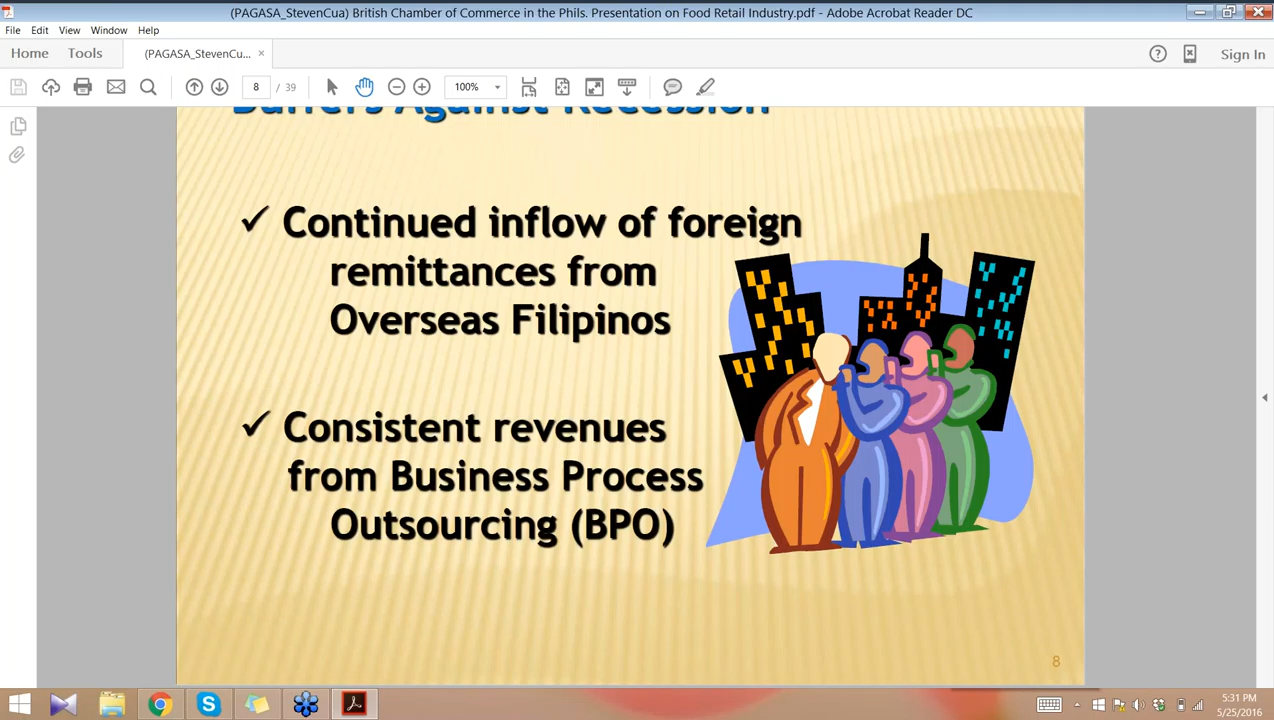 (PAGASA_StevenCua) British Chamber of Commerce in the Phils. Presentation on Food Retail Industry.pdf - Adobe Acrobat Reader DC
File Edit View Window Help
Home Tools (PAGASA_StevenCu... × Sign In
8 / 39 100%
Buffers Against Recession
✓ Continued inflow of foreign
remittances from
Overseas Filipinos
✓ Consistent revenues
from Business Process
Outsourcing (BPO)
8
5:31 PM
5/25/2016